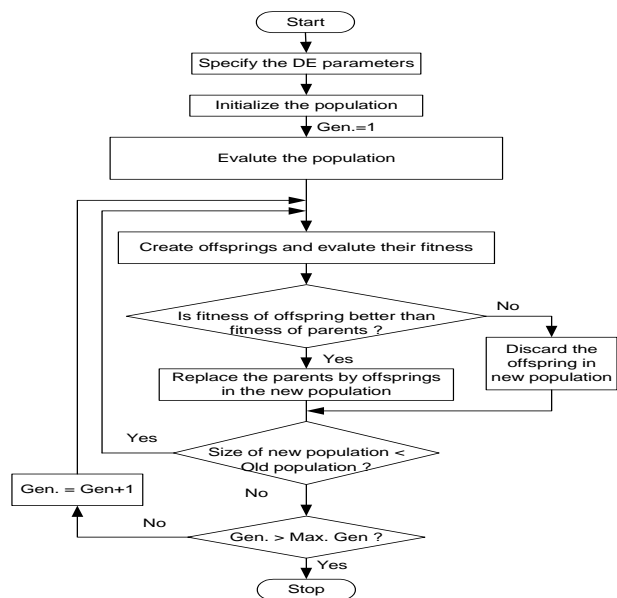 Start
Specify the DE parameters
Initialize the population
Gen.=1
Evalute the population
Create offsprings and evaluate their fitness
Is fitness of offspring better than
fitness of parents ?
No
Yes
Discard the
offspring in
new population
Replace the parents by offsprings
in the new population
Yes
Size of new population <
Qld population ?
Gen. = Gen+1
No
No
Gen. > Max. Gen ?
Yes
Stop